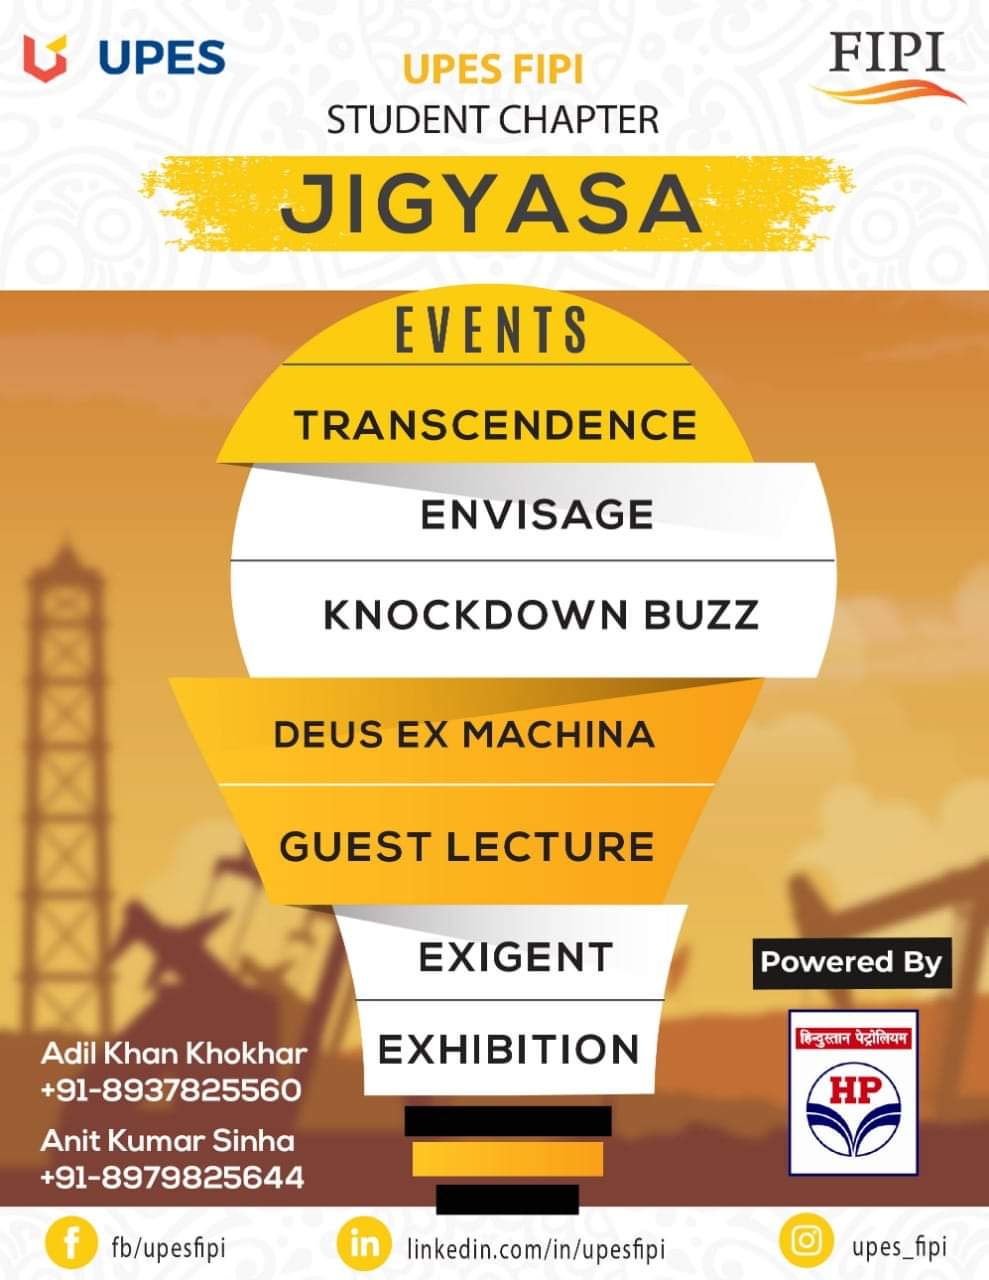 UPES
UPES FIPI
STUDENT CHAPTER
FIPI
JIGYASA
EVENTS
TRANSCENDENCE
ENVISAGE
KNOCKDOWN BUZZ
DEUS EX MACHINA
GUEST LECTURE
EXIGENT
EXHIBITION
Powered By
हिन्दुस्तान पेट्रोलियम
HP
Adil Khan Khokhar
+91-8937825560
Anit Kumar Sinha
+91-8979825644
fb/upesfipi
linkedin.com/in/upesfipi
upes_fipi